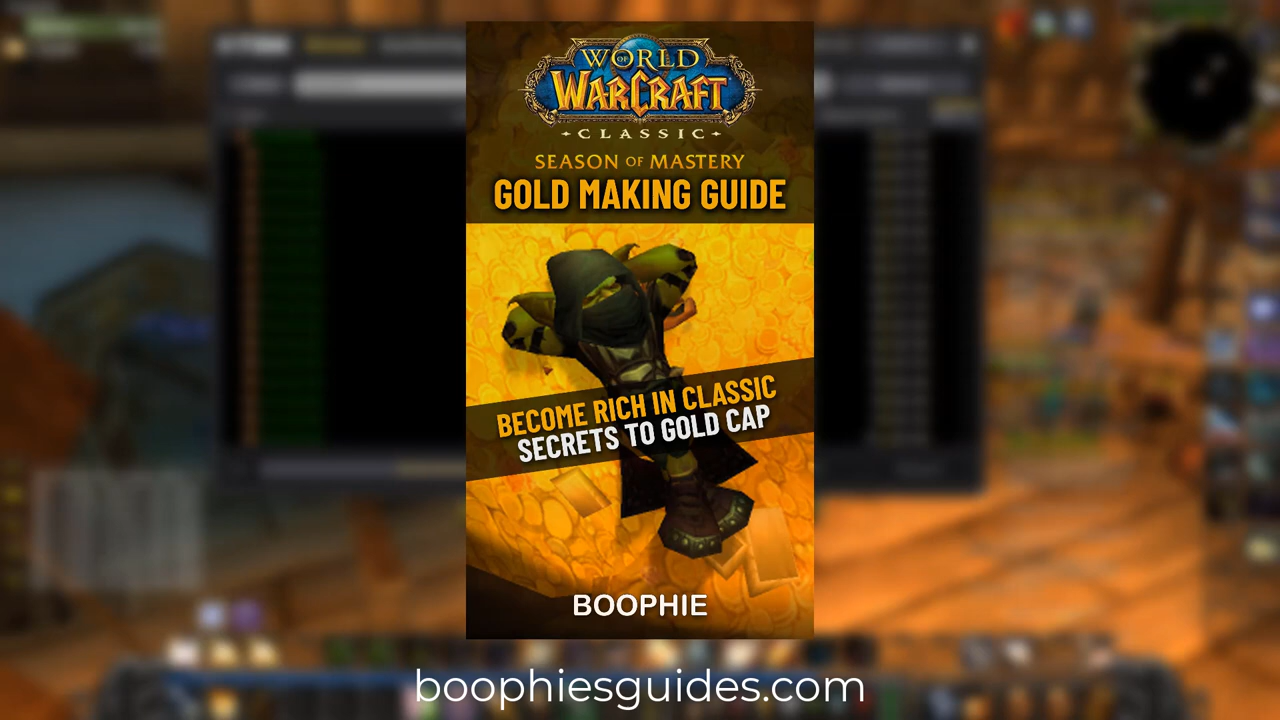 WORLD
OF
WARCRAFT
CLASSIC
SEASON OF MASTERY
GOLD MAKING GUIDE
BECOME RICH IN CLASSIC
SECRETS TO GOLD CAP
BOOPHIE
boophiesguides.com